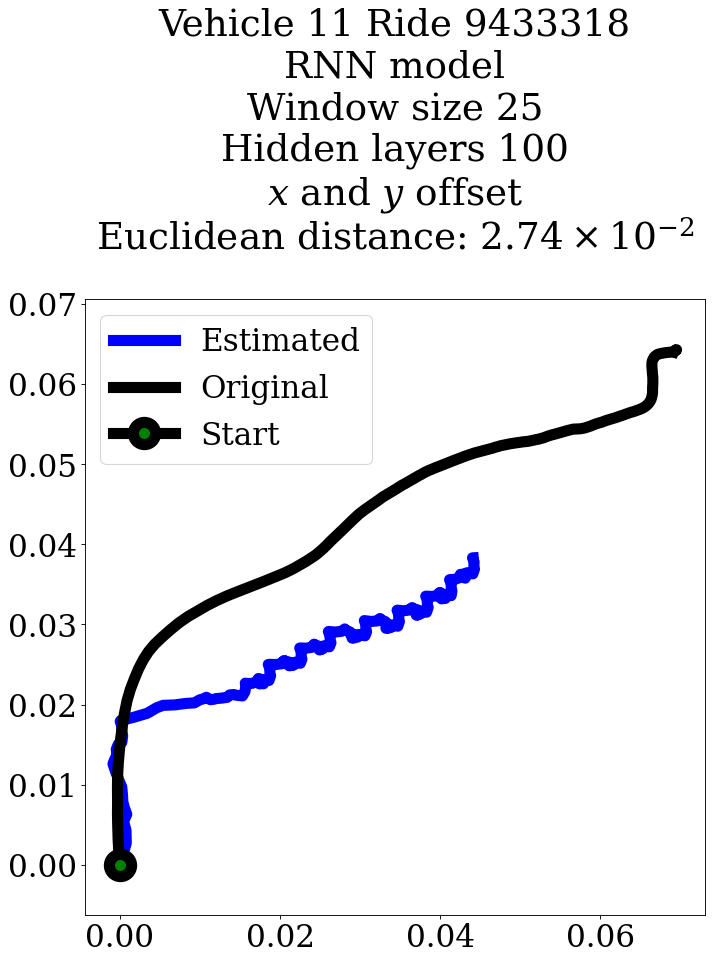 Vehicle 11 Ride 9433318
RNN model
Window size 25
Hidden layers 100
x and y offset
Euclidean distance: 2.74 × 10⁻²
Estimated
Original
Start
0.07
0.06
0.05
0.04
0.03
0.02
0.01
0.00
0.00 0.02 0.04 0.06